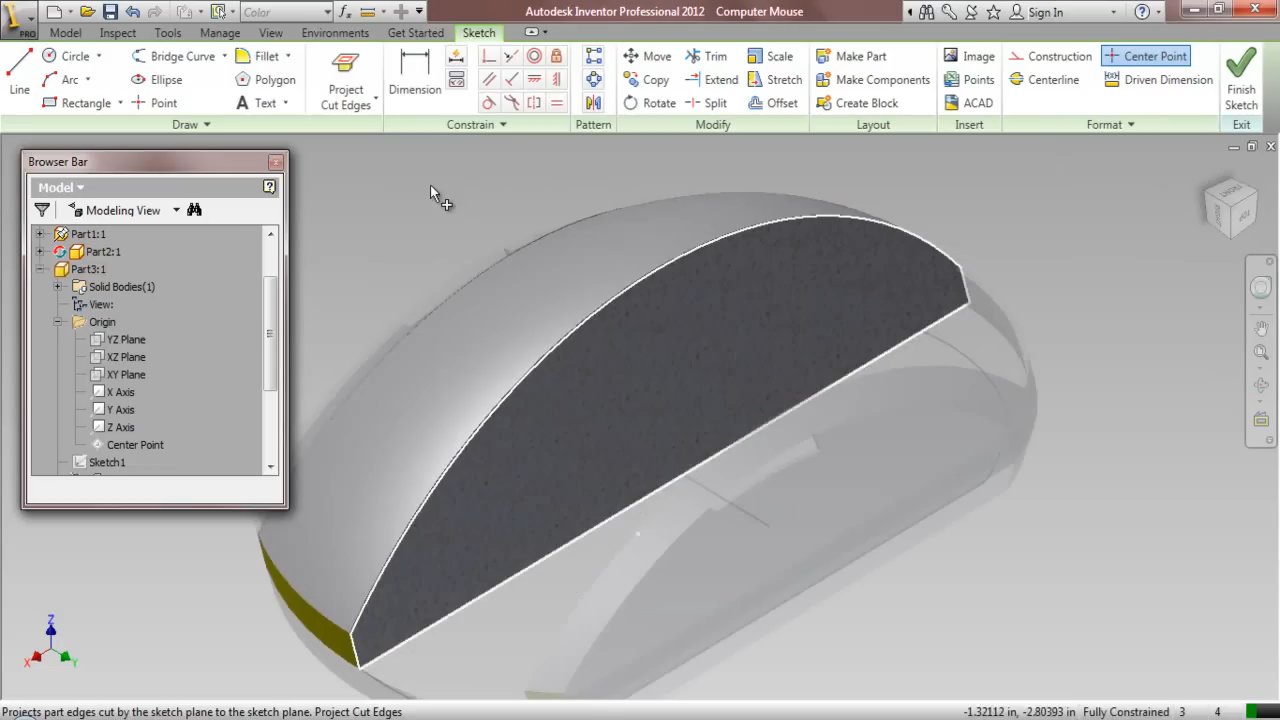 PRO
Color
Autodesk Inventor Professional 2012 Computer Mouse
Sign In
Model Inspect Tools Manage View Environments Get Started Sketch
Line
Circle
Arc
Rectangle
Bridge Curve
Ellipse
Point
Fillet
Polygon
Text
Project
Cut Edges
Dimension
Move
Copy
Rotate
Trim
Extend
Split
Scale
Stretch
Offset
Make Part
Make Components
Create Block
Image
Points
ACAD
Construction
Centerline
Center Point
Driven Dimension
Finish
Sketch
Draw
Constrain
Pattern
Modify
Layout
Insert
Format
Exit
Browser Bar
Model
Modeling View
Part1:1
Part2:1
Part3:1
Solid Bodies(1)
View:
Origin
YZ Plane
XZ Plane
XY Plane
X Axis
Y Axis
Z Axis
Center Point
Sketch1
Z
X
Y
Projects part edges cut by the sketch plane to the sketch plane. Project Cut Edges
-1.32112 in, -2.80393 in Fully Constrained 3 4